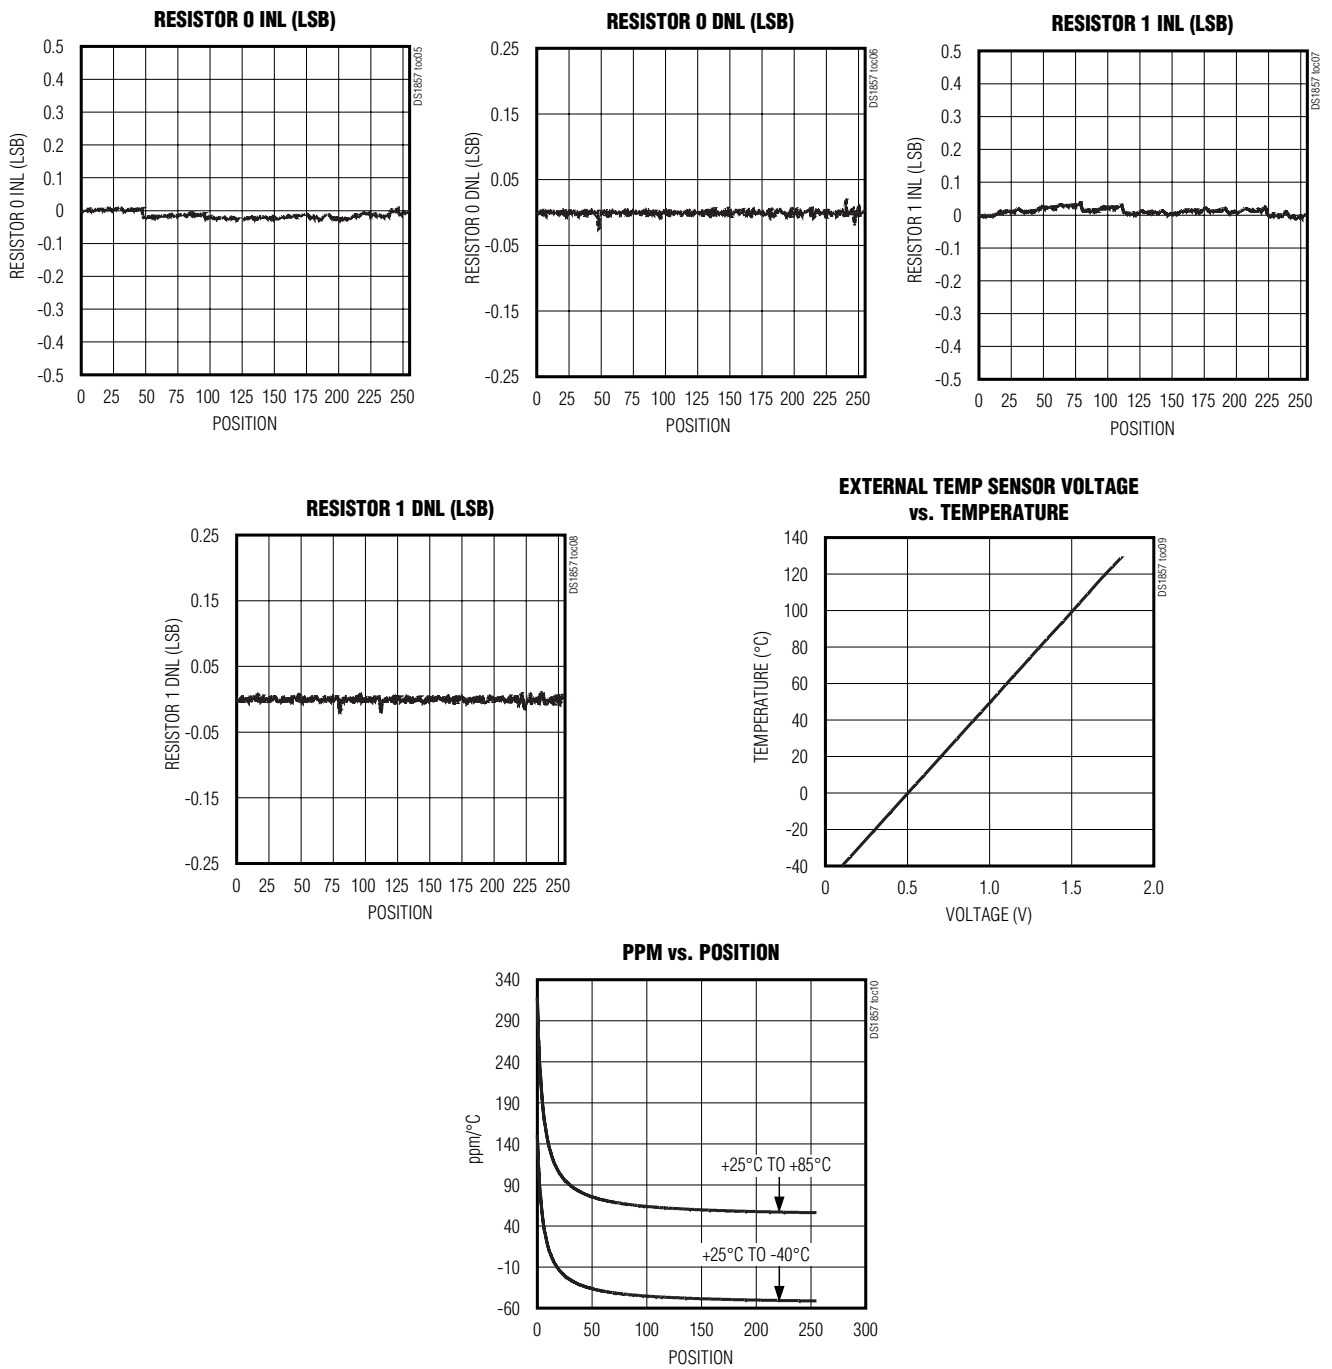 RESISTOR 0 INL (LSB)
0.5
0.4
0.3
0.2
0.1
0
-0.1
-0.2
-0.3
-0.4
-0.5
RESISTOR 0 INL (LSB)
0 25 50 75 100 125 150 175 200 225 250
POSITION
DS1857 toc05
RESISTOR 0 DNL (LSB)
0.25
0.15
0.05
-0.05
-0.15
-0.25
RESISTOR 0 DNL (LSB)
0 25 50 75 100 125 150 175 200 225 250
POSITION
DS1857 toc06
RESISTOR 1 INL (LSB)
0.5
0.4
0.3
0.2
0.1
0
-0.1
-0.2
-0.3
-0.4
-0.5
RESISTOR 1 INL (LSB)
0 25 50 75 100 125 150 175 200 225 250
POSITION
DS1857 toc07
RESISTOR 1 DNL (LSB)
0.25
0.15
0.05
-0.05
-0.15
-0.25
RESISTOR 1 DNL (LSB)
0 25 50 75 100 125 150 175 200 225 250
POSITION
DS1857 toc08
EXTERNAL TEMP SENSOR VOLTAGE
vs. TEMPERATURE
140
120
100
80
60
40
20
0
-20
-40
TEMPERATURE (°C)
0 0.5 1.0 1.5 2.0
VOLTAGE (V)
DS1857 toc09
PPM vs. POSITION
340
290
240
190
140
90
40
-10
-60
ppm/°C
+25°C TO +85°C
+25°C TO -40°C
0 50 100 150 200 250 300
POSITION
DS1857 toc10